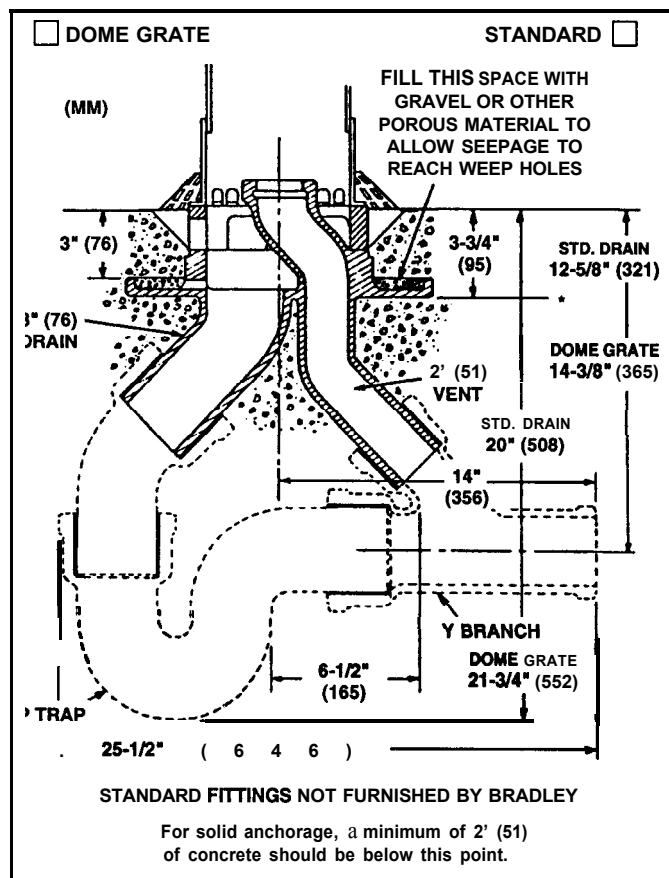 DOME GRATE
STANDARD
(MM)
FILL THIS SPACE WITH
GRAVEL OR OTHER
POROUS MATERIAL TO
ALLOW SEEPAGE TO
REACH WEEP HOLES
3" (76)
3-3/4"
(95)
STD. DRAIN
12-5/8" (321)
*
3" (76)
DRAIN
DOME GRATE
14-3/8" (365)
2' (51)
VENT
STD. DRAIN
20" (508)
14"
(356)
Y BRANCH
6-1/2"
(165)
DOME GRATE
21-3/4" (552)
P TRAP
. 25-1/2" ( 6 4 6 )
STANDARD FITTINGS NOT FURNISHED BY BRADLEY
For solid anchorage, a minimum of 2' (51)
of concrete should be below this point.